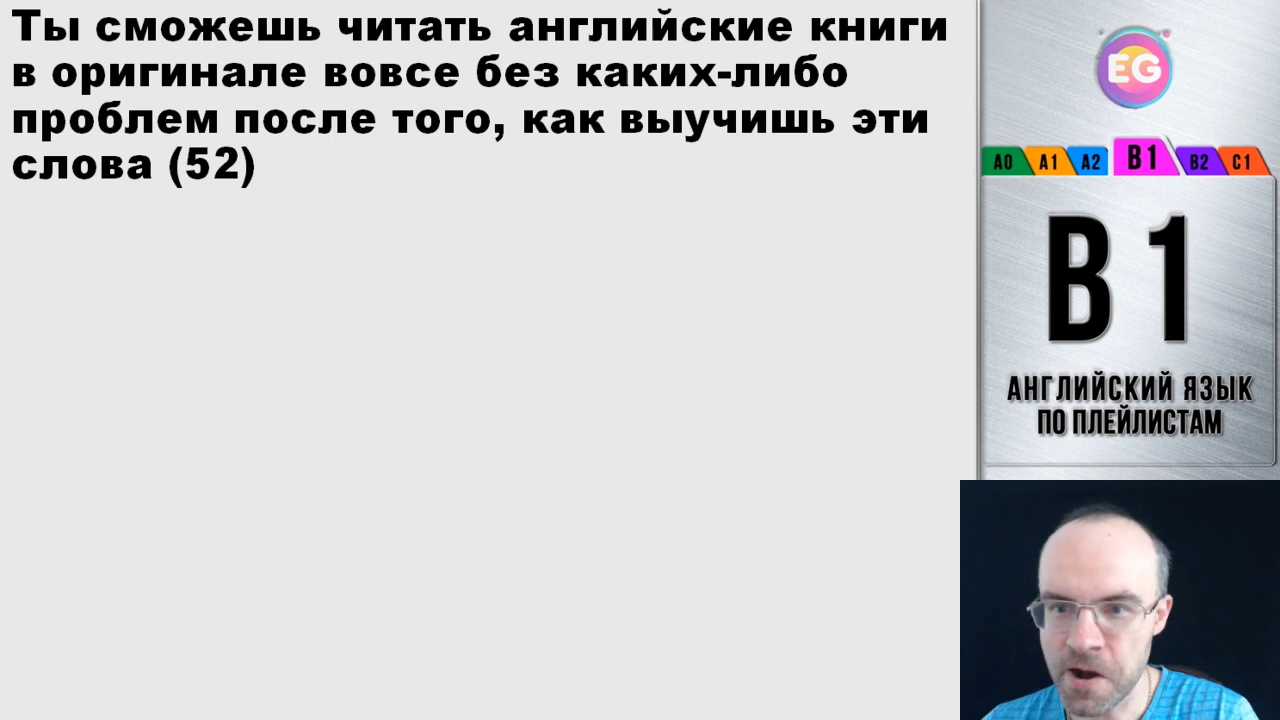 Ты сможешь читать английские книги
в оригинале вовсе без каких-либо
проблем после того, как выучишь эти
слова (52)
EG
A0 A1 A2 B1 B2 C1
B1
АНГЛИЙСКИЙ ЯЗЫК
ПО ПЛЕЙЛИСТАМ